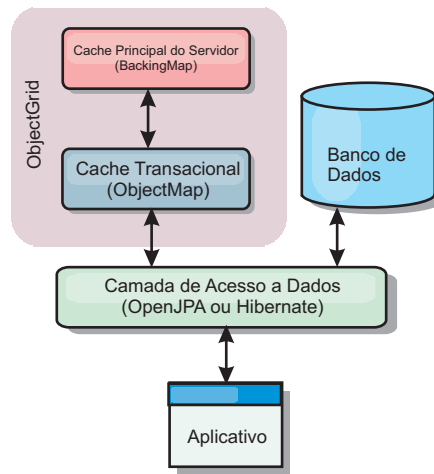 ObjectGrid
Cache Principal do Servidor
(BackingMap)
Cache Transacional
(ObjectMap)
Banco de
Dados
Camada de Acesso a Dados
(OpenJPA ou Hibernate)
Aplicativo